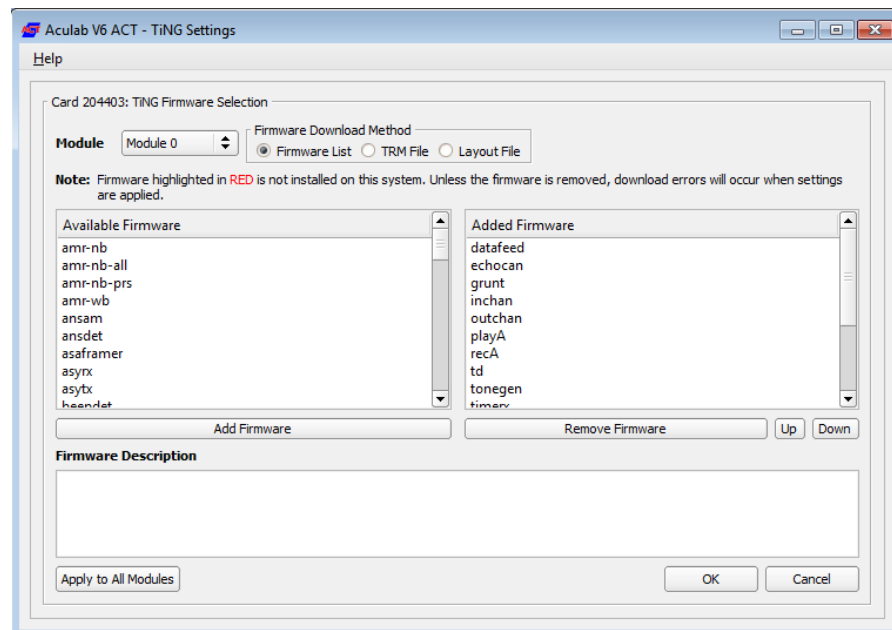 Aculab V6 ACT - TiNG Settings
Help
Card 204403: TiNG Firmware Selection
Module
Module 0
Firmware Download Method
Firmware List
TRM File
Layout File
Note: Firmware highlighted in RED is not installed on this system. Unless the firmware is removed, download errors will occur when settings
are applied.
Available Firmware
amr-nb
amr-nb-all
amr-nb-prs
amr-wb
ansam
ansdet
asaframer
asyrx
asytx
Added Firmware
datafeed
echocan
grunt
inchan
outchan
playA
recA
td
tonegen
Add Firmware
Remove Firmware
Up
Down
Firmware Description
Apply to All Modules
OK
Cancel